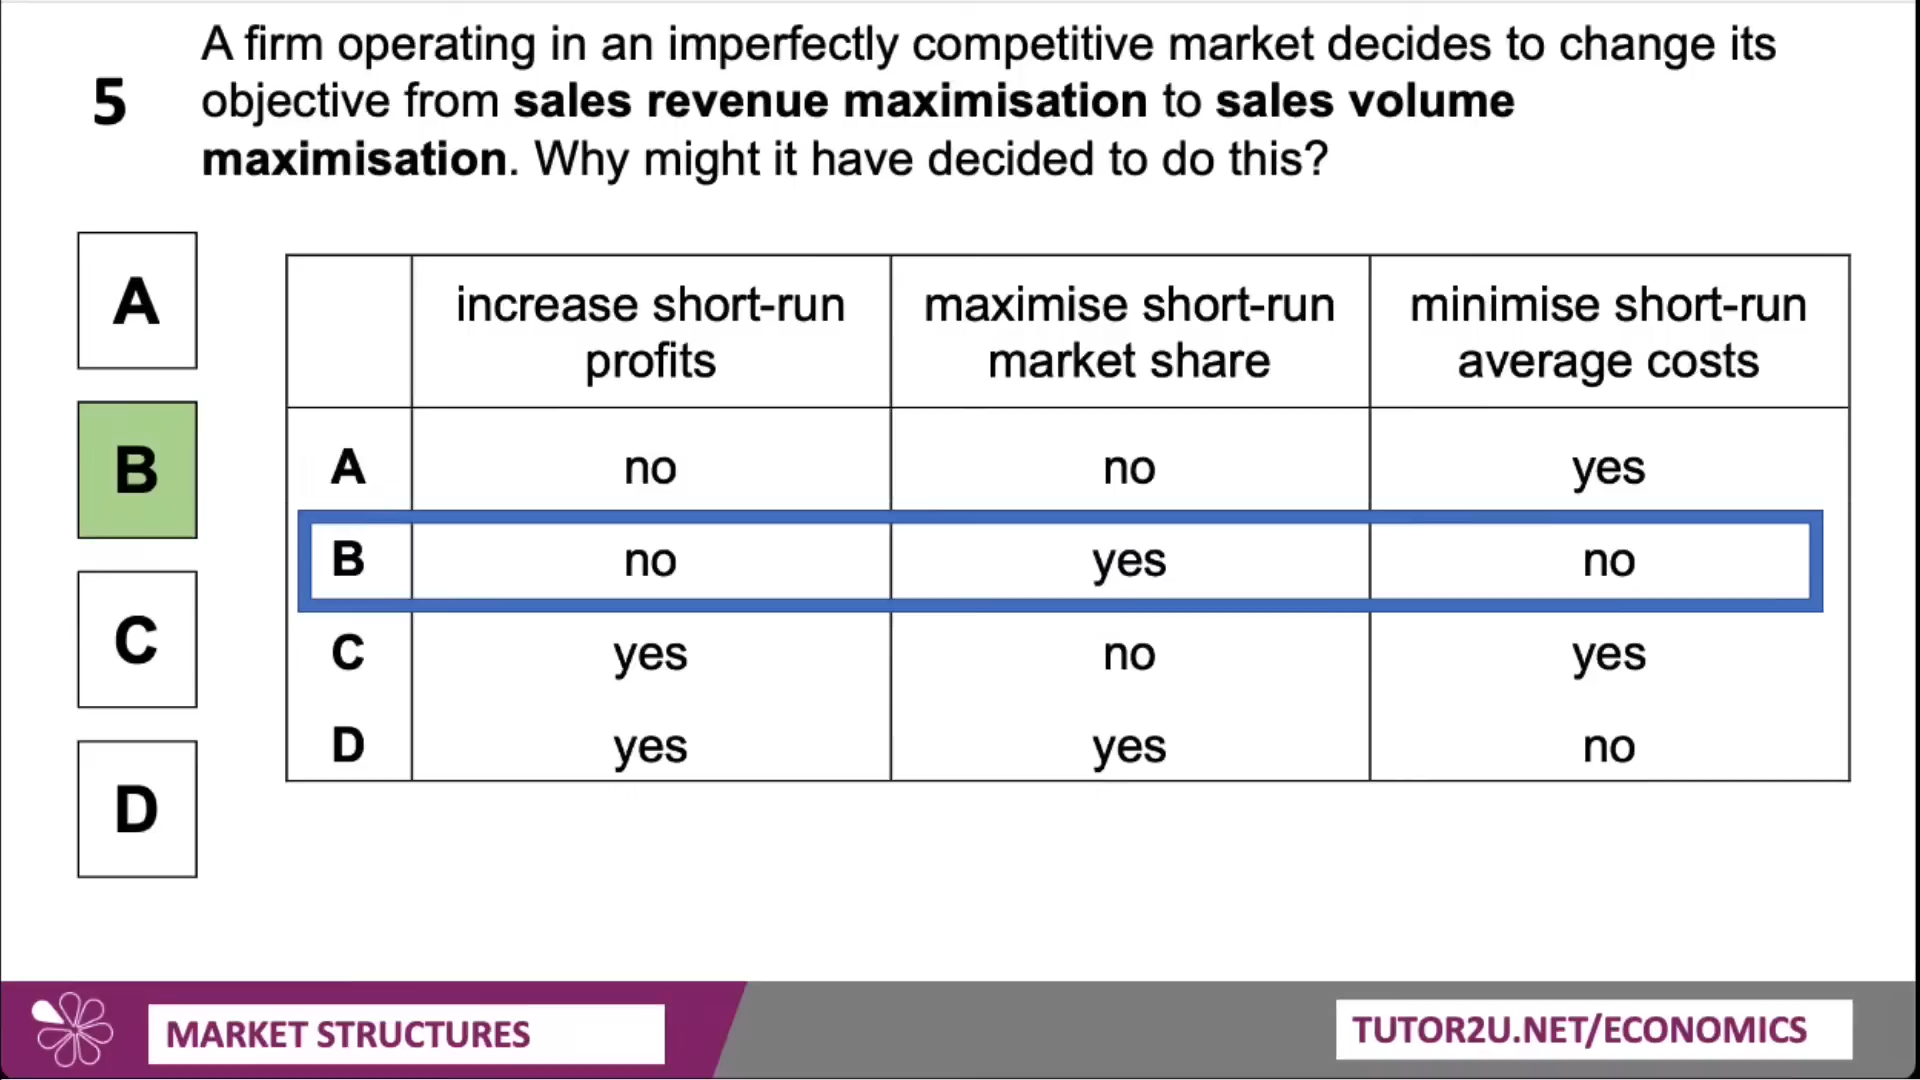 A firm operating in an imperfectly competitive market decides to change its
5 objective from sales revenue maximisation to sales volume
maximisation. Why might it have decided to do this?
A
B
C
D
increase short-run profits maximise short-run market share minimise short-run average costs
A no no yes
B no yes no
C yes no yes
D yes yes no
MARKET STRUCTURES
TUTOR2U.NET/ECONOMICS